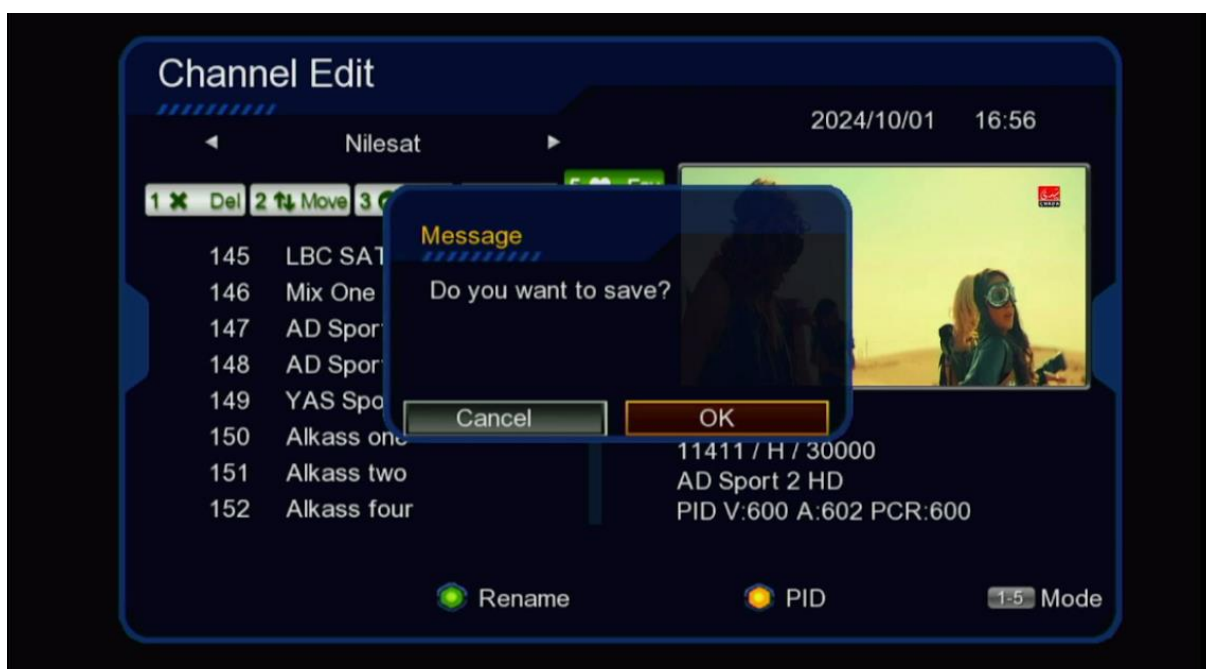 Channel Edit
2024/10/01 16:56
Nilesat
1 Del 2 Move 3
145 LBC SAT
146 Mix One
147 AD Spor
148 AD Spor
149 YAS Spo
150 Alkass one
151 Alkass two
152 Alkass four
Message
Do you want to save?
Cancel OK
11411 / H / 30000
AD Sport 2 HD
PID V:600 A:602 PCR:600
Rename PID 1-5 Mode